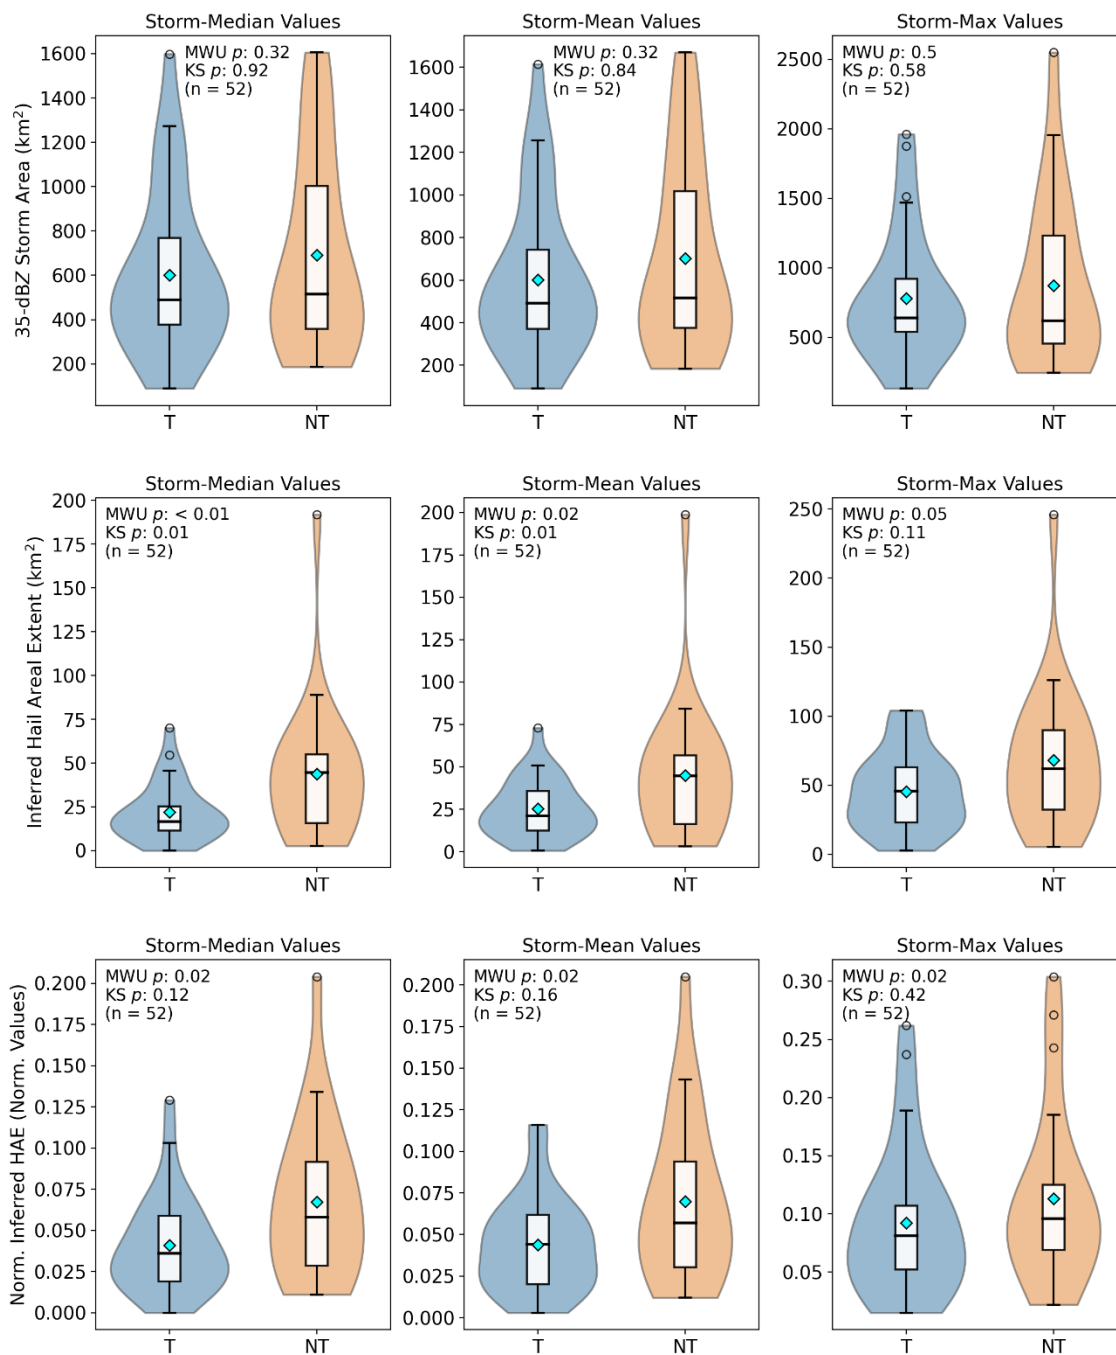 Storm-Median Values
Storm-Mean Values
Storm-Max Values
35-dBZ Storm Area (km²)
1600
1400
1200
1000
800
600
400
200
MWU p: 0.32
KS p: 0.92
(n = 52)
T
NT
1600
1400
1200
1000
800
600
400
200
MWU p: 0.32
KS p: 0.84
(n = 52)
T
NT
2500
2000
1500
1000
500
MWU p: 0.5
KS p: 0.58
(n = 52)
T
NT
Storm-Median Values
Storm-Mean Values
Storm-Max Values
Inferred Hail Areal Extent (km²)
200
175
150
125
100
75
50
25
0
MWU p: < 0.01
KS p: 0.01
(n = 52)
T
NT
200
175
150
125
100
75
50
25
0
MWU p: 0.02
KS p: 0.01
(n = 52)
T
NT
250
200
150
100
50
0
MWU p: 0.05
KS p: 0.11
(n = 52)
T
NT
Storm-Median Values
Storm-Mean Values
Storm-Max Values
Norm. Inferred HAE (Norm. Values)
0.200
0.175
0.150
0.125
0.100
0.075
0.050
0.025
0.000
MWU p: 0.02
KS p: 0.12
(n = 52)
T
NT
0.200
0.175
0.150
0.125
0.100
0.075
0.050
0.025
0.000
MWU p: 0.02
KS p: 0.16
(n = 52)
T
NT
0.30
0.25
0.20
0.15
0.10
0.05
MWU p: 0.02
KS p: 0.42
(n = 52)
T
NT